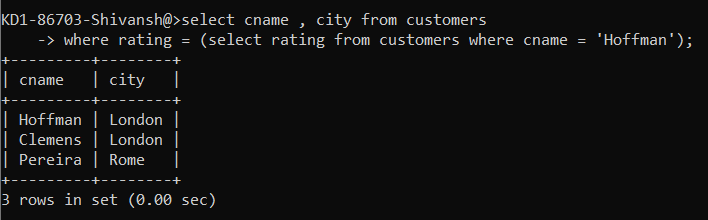 KD1-86703-Shivansh@>select cname , city from customers
    -> where rating = (select rating from customers where cname = 'Hoffman');
+---------+--------+
| cname   | city   |
+---------+--------+
| Hoffman | London |
| Clemens | London |
| Pereira | Rome   |
+---------+--------+
3 rows in set (0.00 sec)